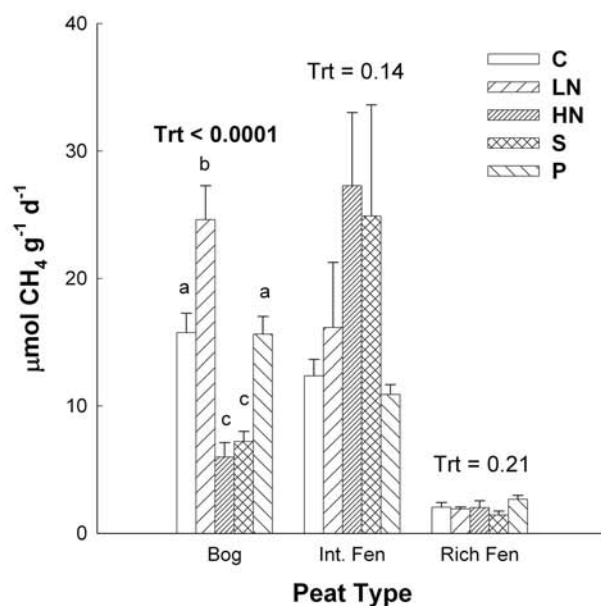 40
30
20
10
0
μmol CH₄ g⁻¹ d⁻¹
Trt < 0.0001
a
b
c
c
a
Trt = 0.14
Trt = 0.21
C
LN
HN
S
P
Bog
Int. Fen
Rich Fen
Peat Type